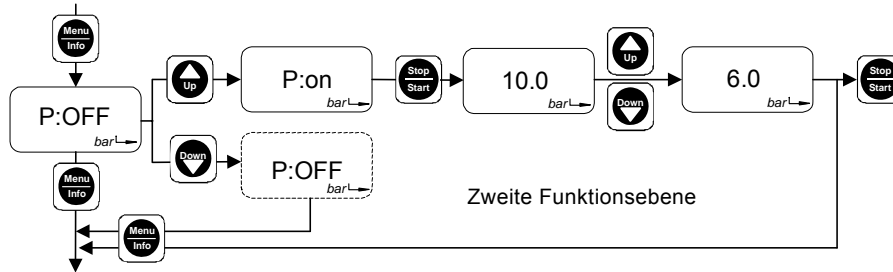 Menu
Info
P:OFF
bar
Menu
Info
Up
Down
P:on
bar
P:OFF
bar
Menu
Info
Stop
Start
10.0
bar
Up
Down
6.0
bar
Stop
Start
Zweite Funktionsebene